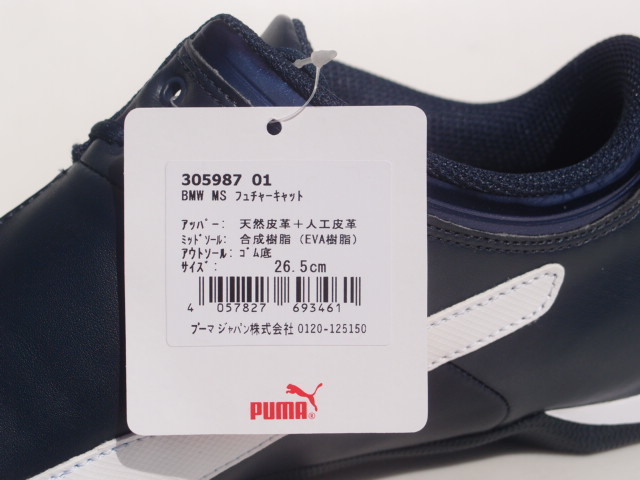 305987 01
BMW MS フュチャーキャット
アッパー: 天然皮革＋人工皮革
ミッドソール: 合成樹脂 (EVA樹脂)
アウトソール: ゴム底
サイズ: 26.5cm
4 057827 693461
プーマ ジャパン株式会社 0120-125150
PUMA